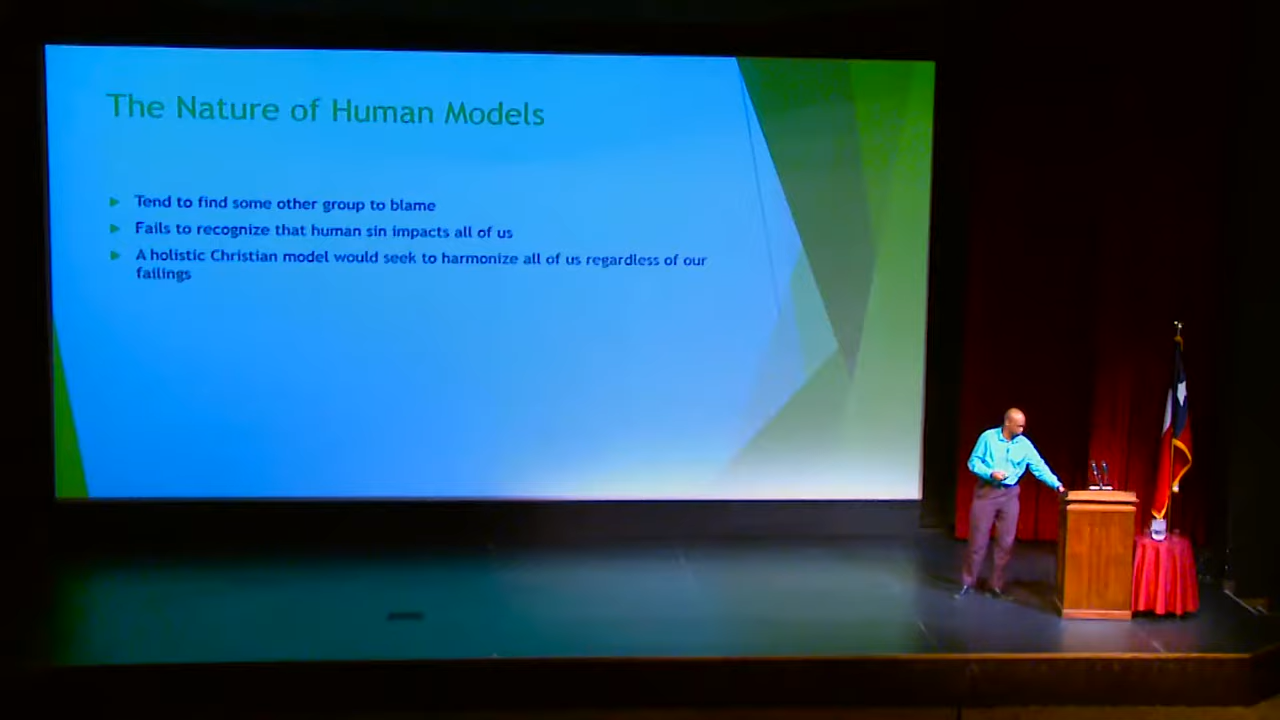 The Nature of Human Models
Tend to find some other group to blame
Fails to recognize that human sin impacts all of us
A holistic Christian model would seek to harmonize all of us regardless of our
failings